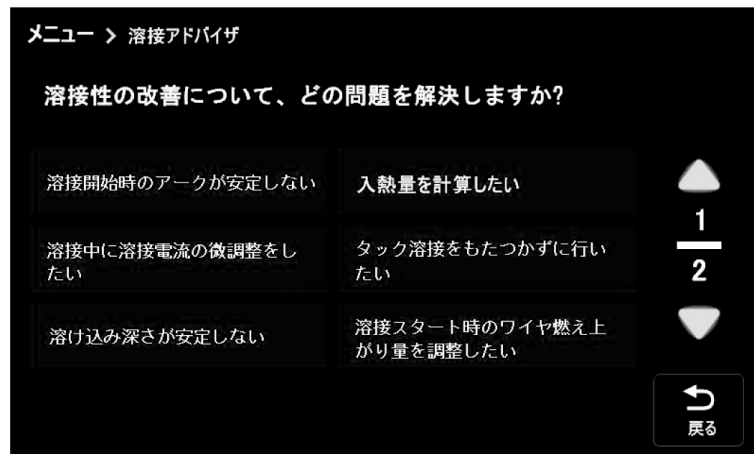 メニュー > 溶接アドバイザ
溶接性の改善について、どの問題を解決しますか?
溶接開始時のアークが安定しない
入熱量を計算したい
溶接中に溶接電流の微調整をし
たい
タック溶接をもたつかずに行い
たい
溶け込み深さが安定しない
溶接スタート時のワイヤ燃え上
がり量を調整したい
1
2
戻る